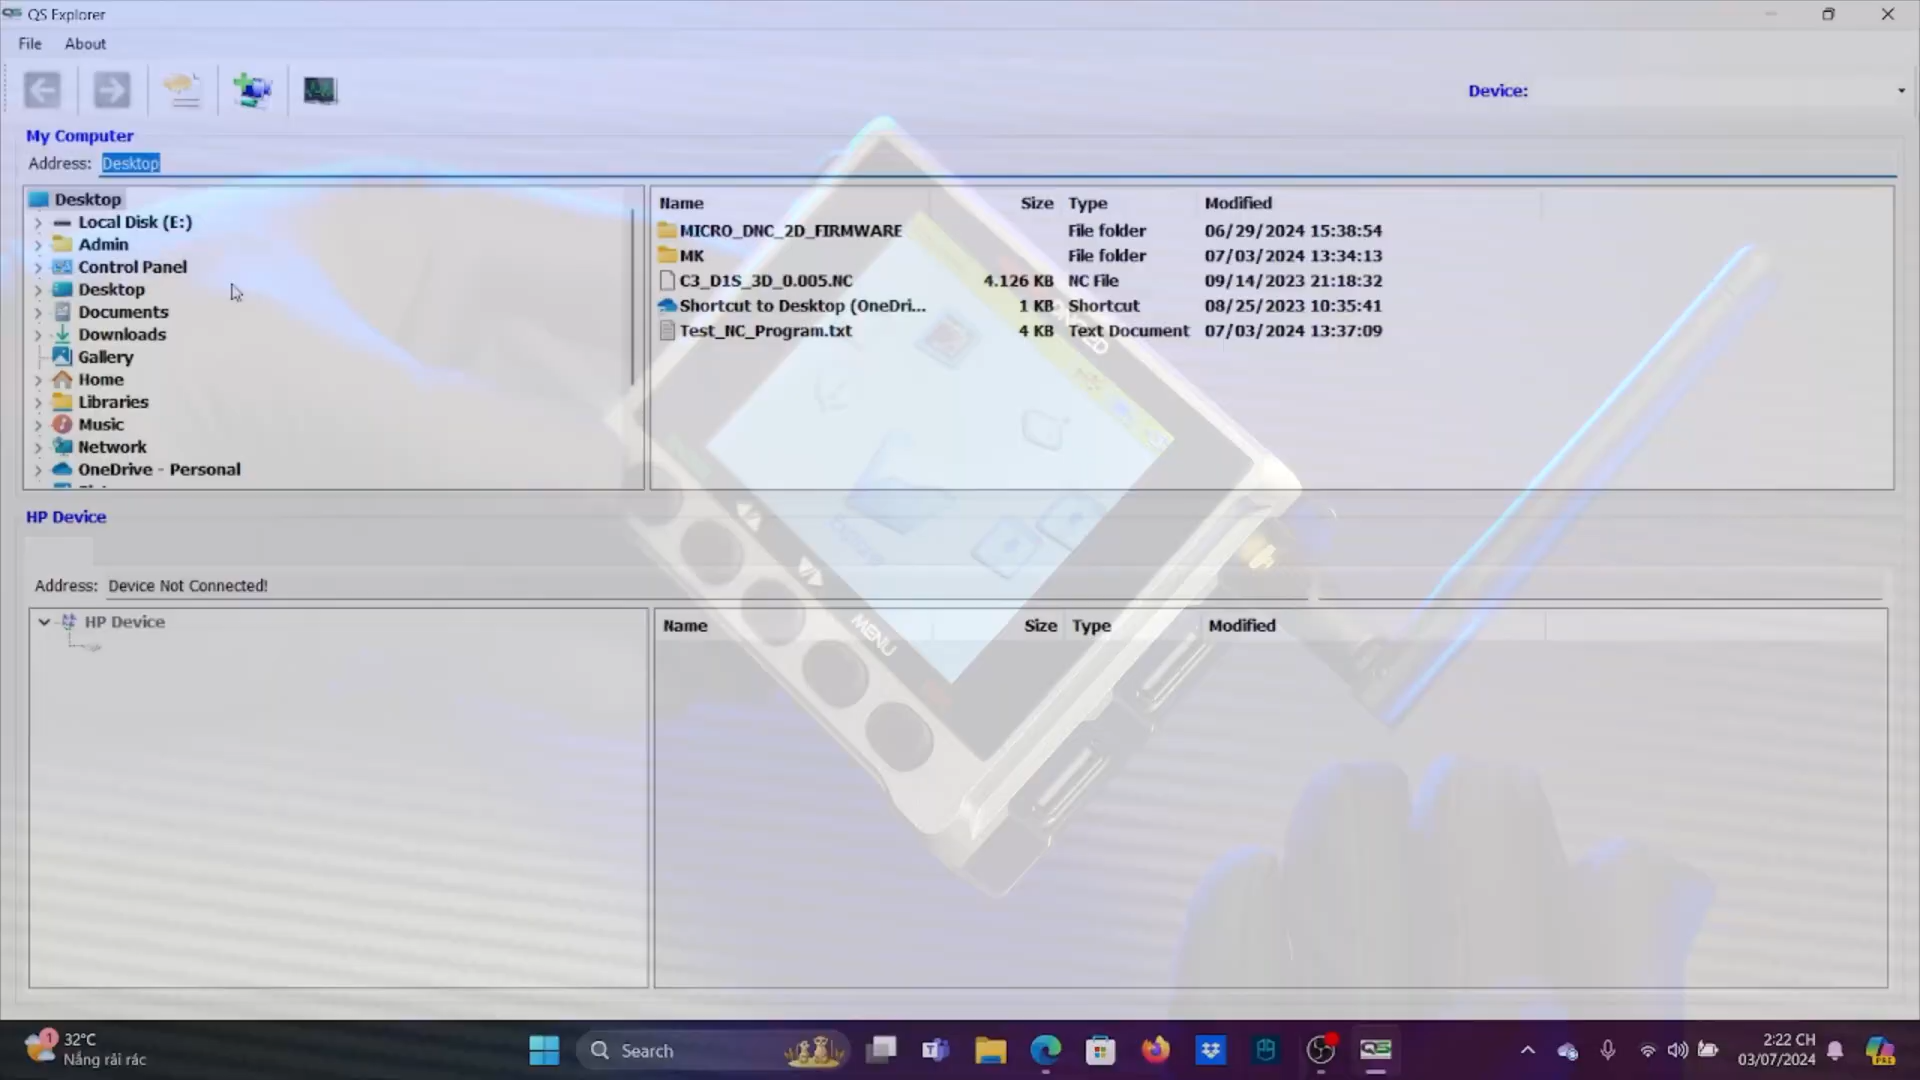 QS Explorer
File About
Device:
My Computer
Address: Desktop
Desktop
Local Disk (E:)
Admin
Control Panel
Desktop
Documents
Downloads
Gallery
Home
Libraries
Music
Network
OneDrive - Personal
Name Size Type Modified
MICRO_DNC_2D_FIRMWARE File folder 06/29/2024 15:38:54
MK File folder 07/03/2024 13:34:13
C3_D1S_3D_0.005.NC 4.126 KB NC File 09/14/2023 21:18:32
Shortcut to Desktop (OneDri... 1 KB Shortcut 08/25/2023 10:35:41
Test_NC_Program.txt 4 KB Text Document 07/03/2024 13:37:09
MENU
HP Device
Address: Device Not Connected!
HP Device
Name Size Type Modified
1
32°C
Nắng rải rác
Search
2:22 CH
03/07/2024